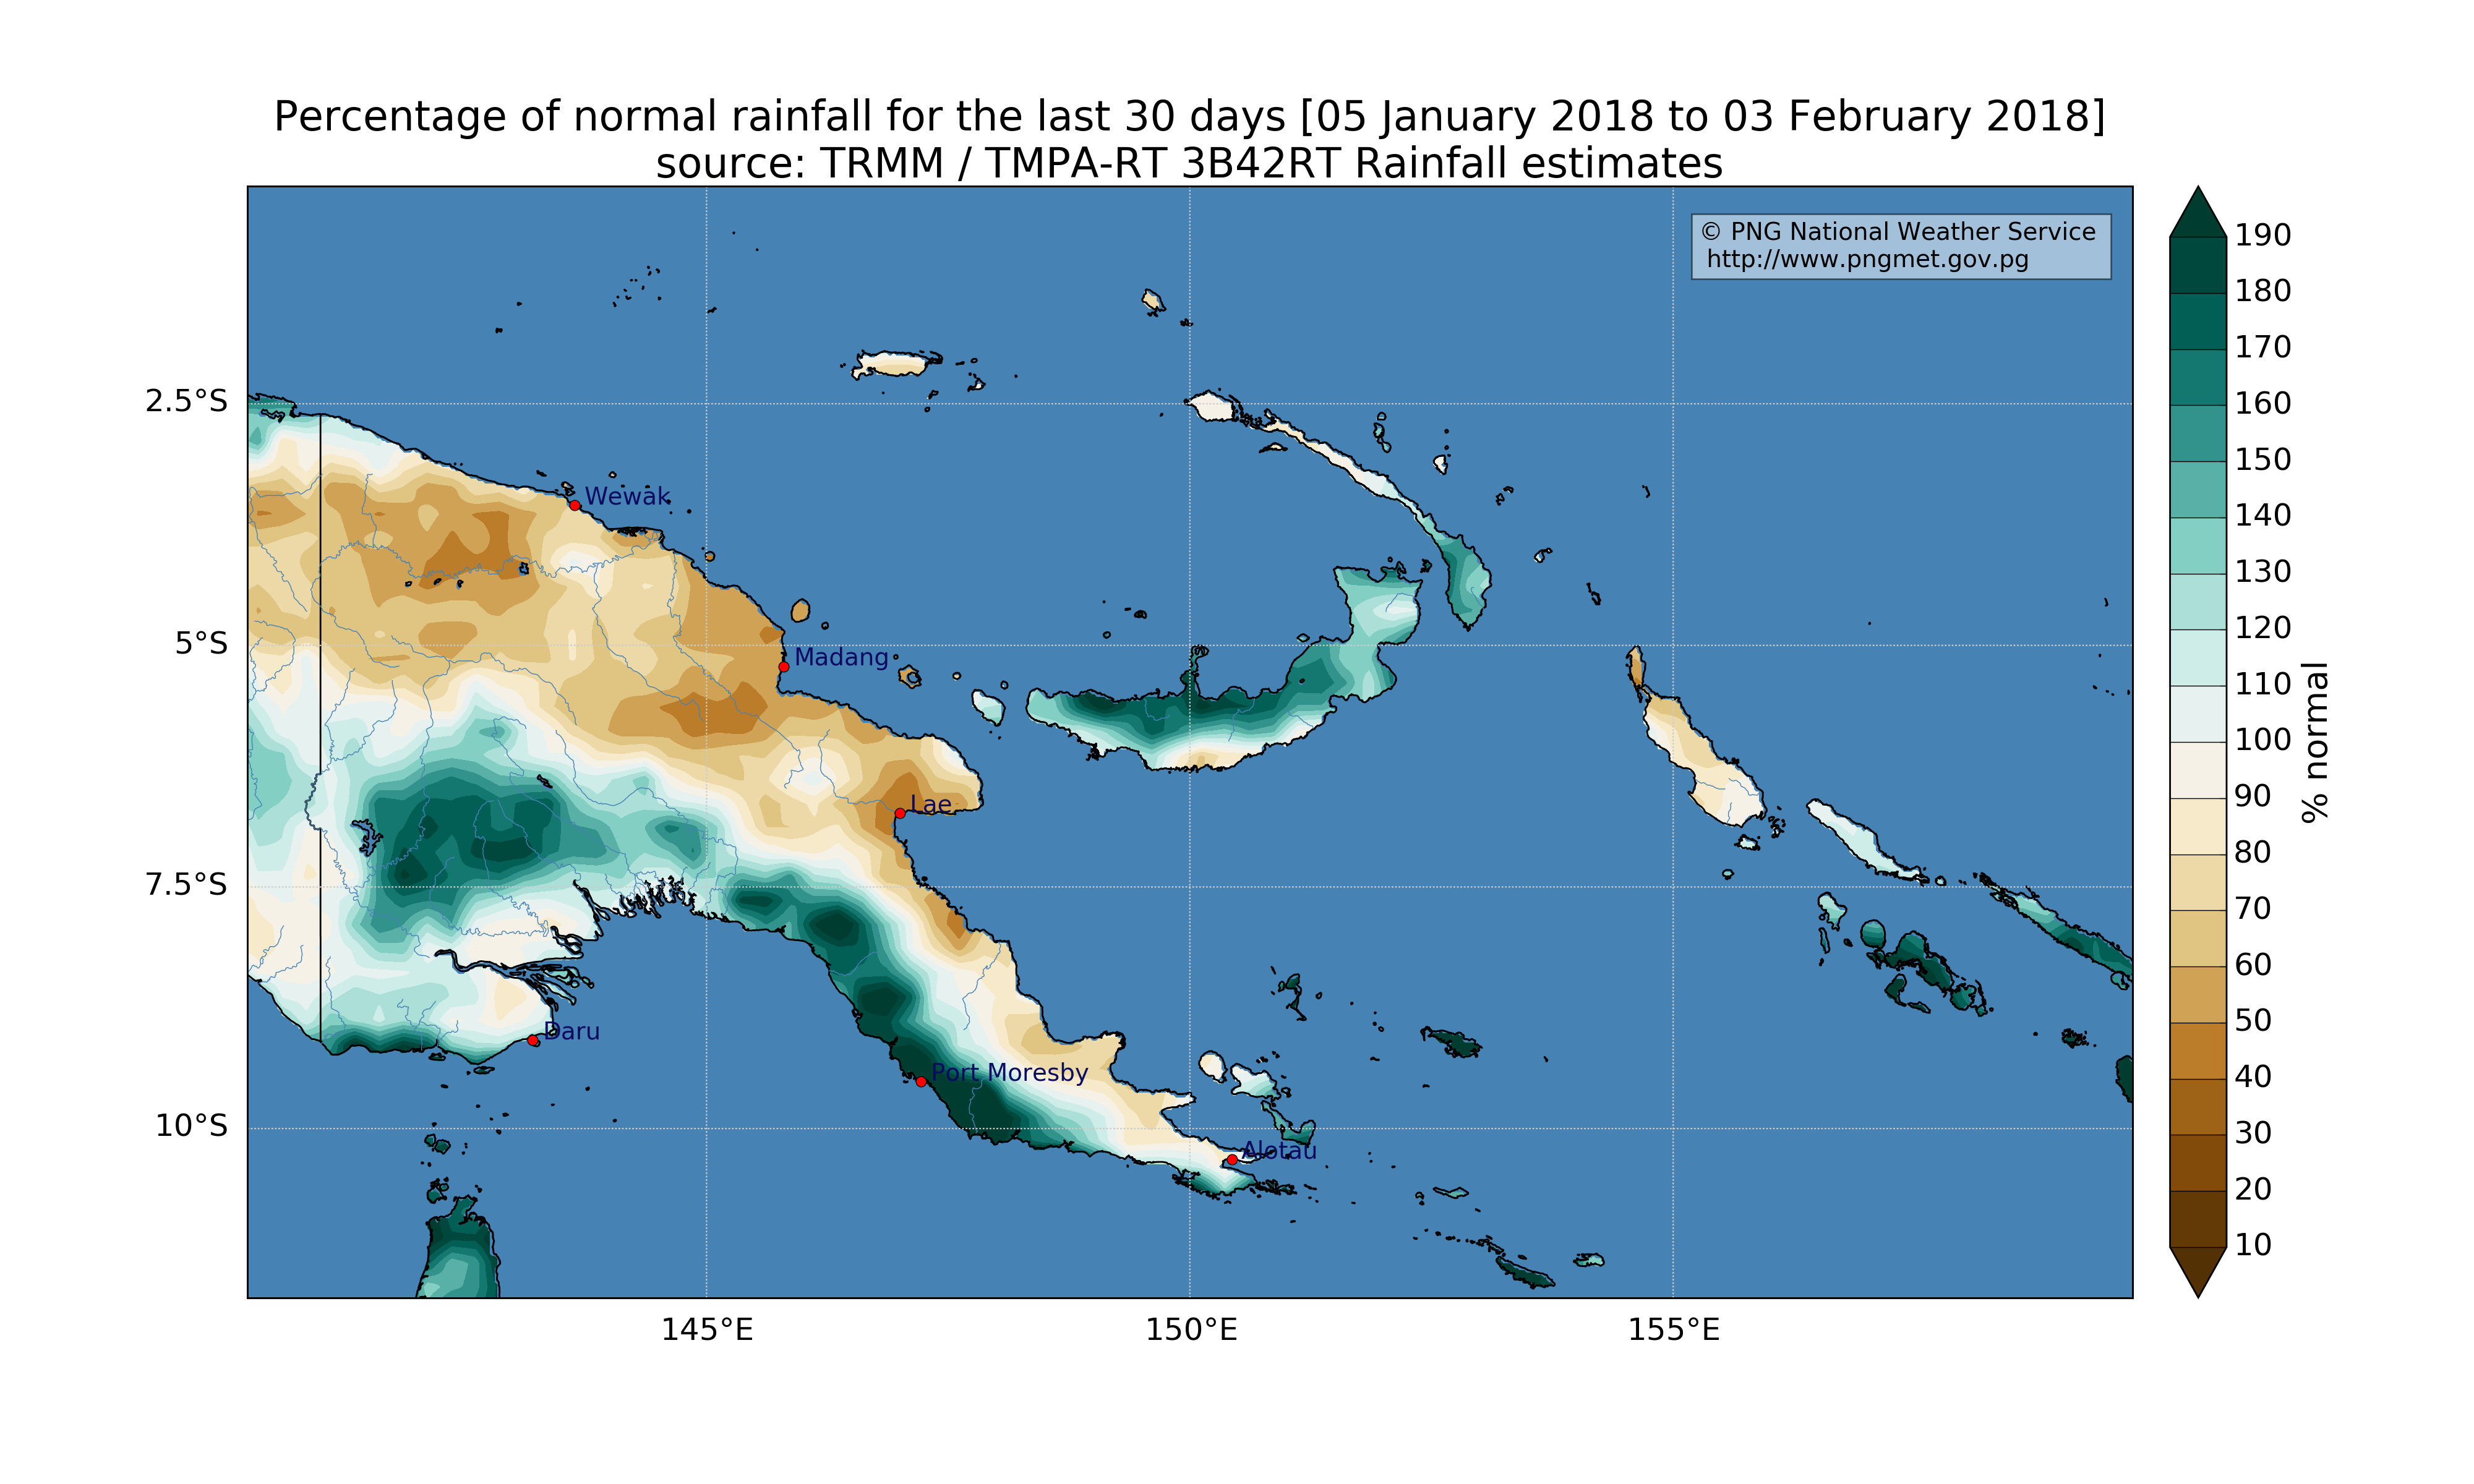 Percentage of normal rainfall for the last 30 days [05 January 2018 to 03 February 2018]
source: TRMM / TMPA-RT 3B42RT Rainfall estimates
© PNG National Weather Service
http://www.pngmet.gov.pg
190
180
170
160
150
140
130
120
110
100
90
80
70
60
50
40
30
20
10
% normal
2.5°S
5°S
7.5°S
10°S
Wewak
Madang
Lae
Daru
Port Moresby
Alotau
145°E
150°E
155°E